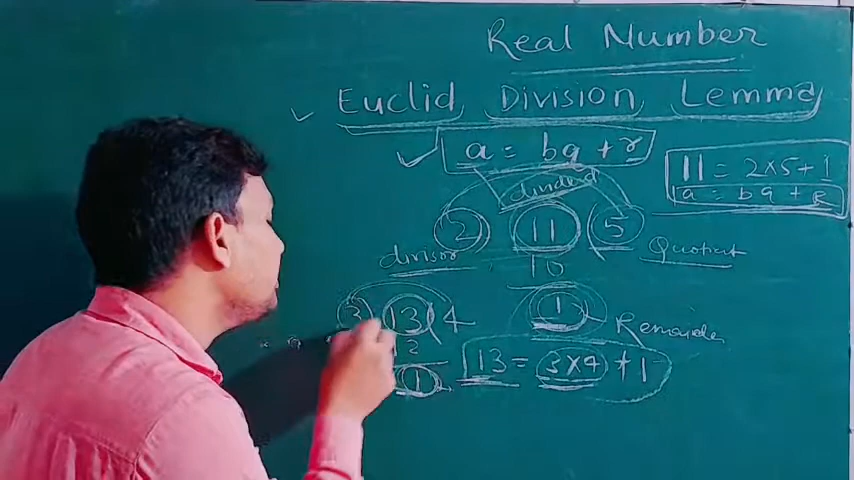 Real Number
Euclid Division Lemma
a = bq + r
11 = 2×5+1
a = bq + r
Dividend
2 11 5
divisor
Quotient
10
1
Remainder
3 13 4
12
1
13 = 3×4 + 1